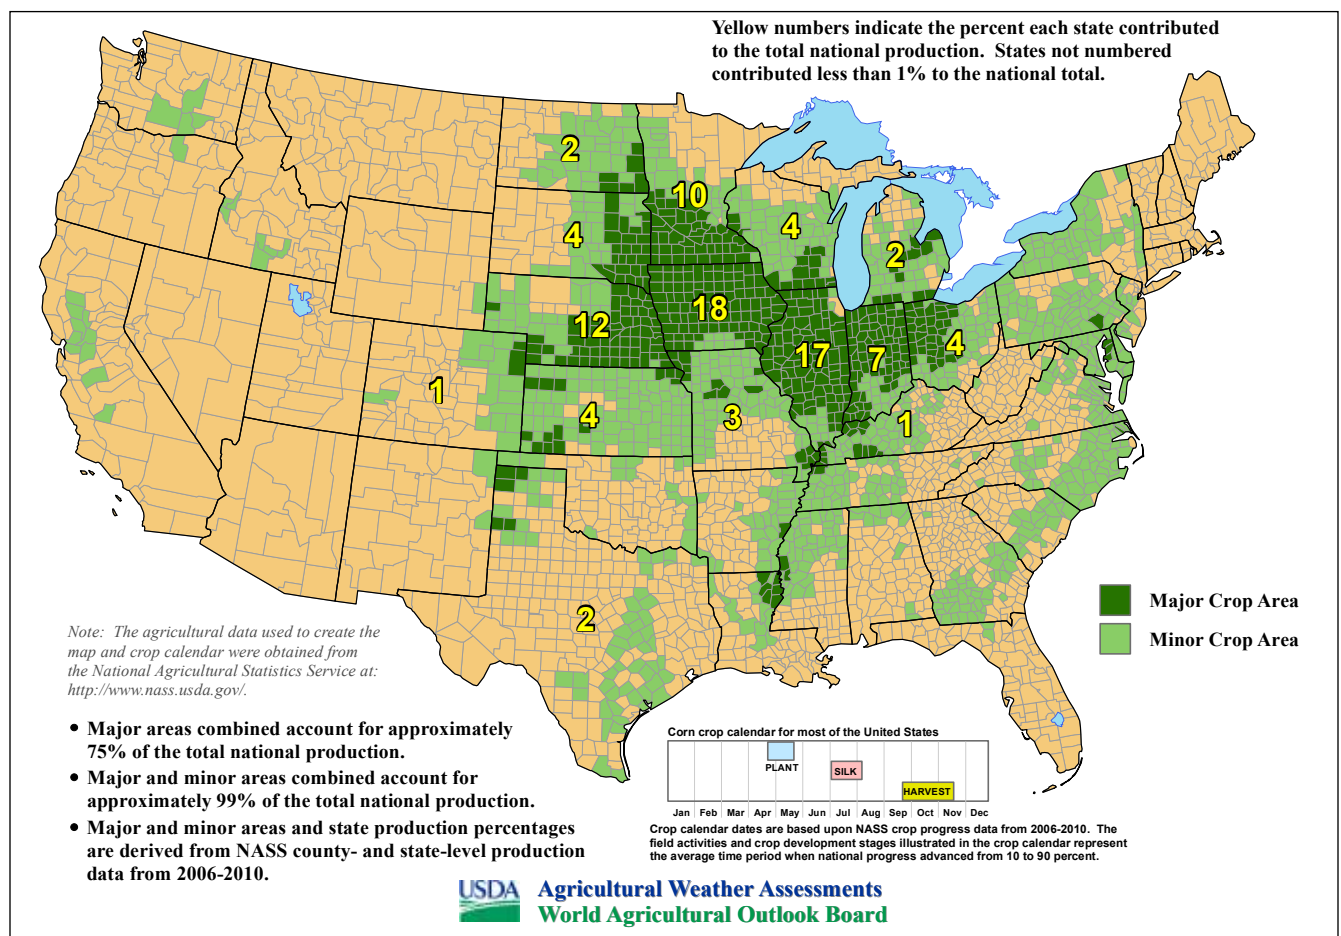 Yellow numbers indicate the percent each state contributed
to the total national production.  States not numbered
contributed less than 1% to the national total.
2
10
4
4
2
18
12
17
7
4
1
4
3
1
2
Major Crop Area
Minor Crop Area
Note:  The agricultural data used to create the
map and crop calendar were obtained from
the National Agricultural Statistics Service at:
http://www.nass.usda.gov/.
• Major areas combined account for approximately
75% of the total national production.
• Major and minor areas combined account for
approximately 99% of the total national production.
• Major and minor areas and state production percentages
are derived from NASS county- and state-level production
data from 2006-2010.
Corn crop calendar for most of the United States
PLANT
SILK
HARVEST
Jan Feb Mar Apr May Jun Jul Aug Sep Oct Nov Dec
Crop calendar dates are based upon NASS crop progress data from 2006-2010.  The
field activities and crop development stages illustrated in the crop calendar represent
the average time period when national progress advanced from 10 to 90 percent.
USDA Agricultural Weather Assessments
World Agricultural Outlook Board